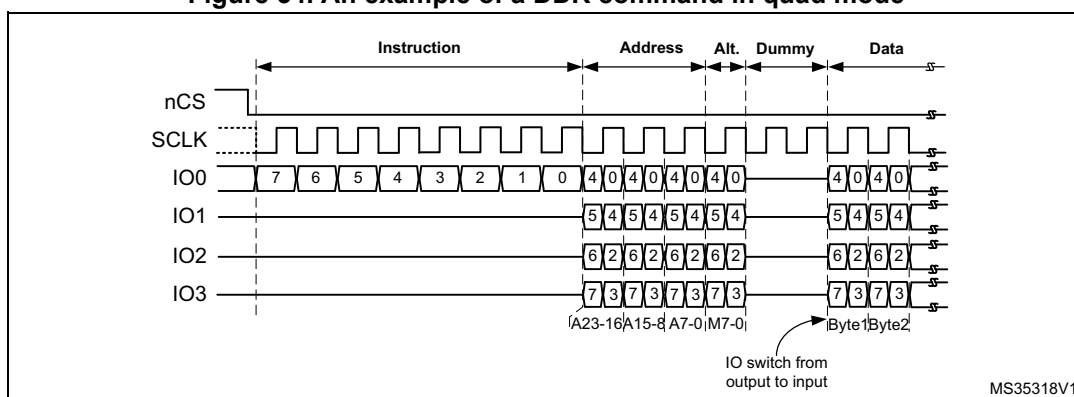 Figure 84. An example of a DDR command in quad mode
Instruction Address Alt. Dummy Data
nCS
SCLK
IO0 7 6 5 4 3 2 1 0 4 0 4 0 4 0 4 0 4 0 4 0
IO1 5 4 5 4 5 4 5 4 5 4 5 4
IO2 6 2 6 2 6 2 6 2 6 2 6 2
IO3 7 3 7 3 7 3 7 3 7 3 7 3
A23-16 A15-8 A7-0 M7-0 Byte1 Byte2
IO switch from
output to input
MS35318V1